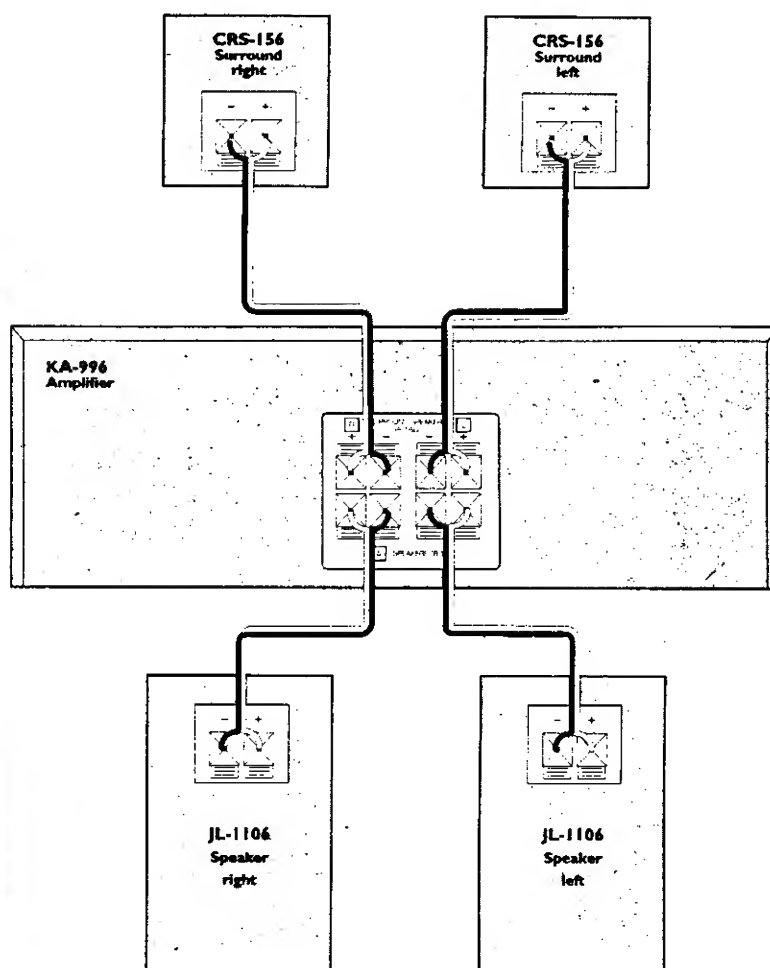 CRS-156
Surround
right
- +
CRS-156
Surround
left
- +
KA-996
Amplifier
+ - - +
- +
- +
JL-1106
Speaker
right
JL-1106
Speaker
left